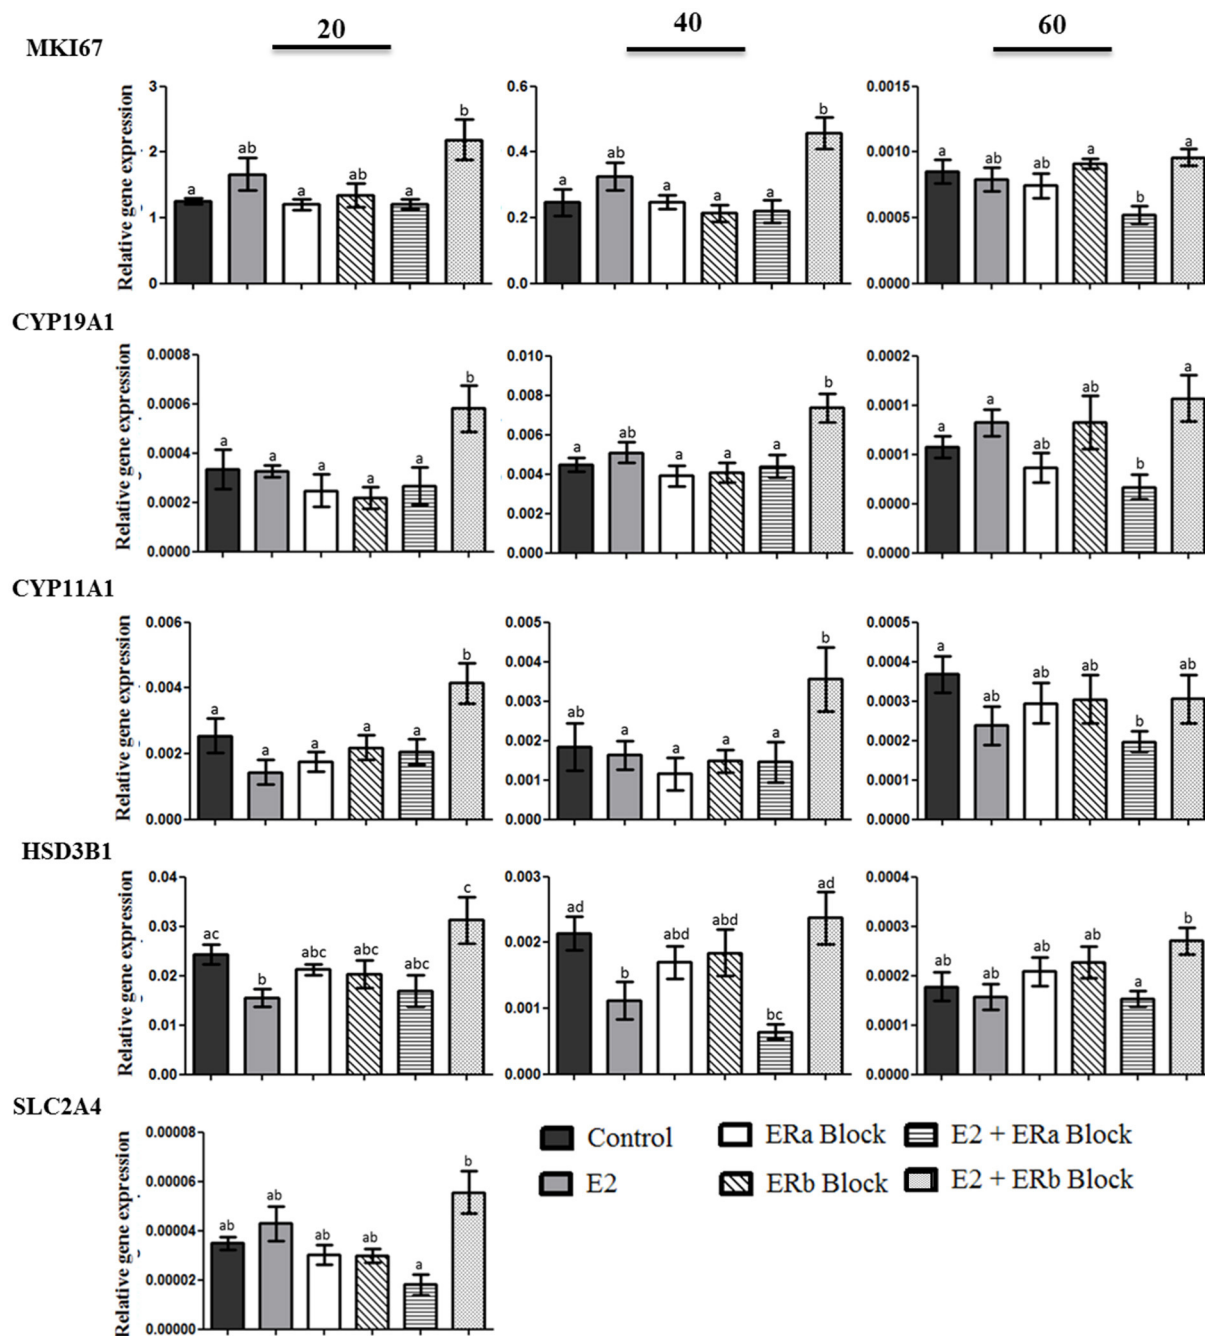 MKI67 20 40 60
Relative gene expression
3 2 1 0
a ab a ab a b
0.6 0.4 0.2 0.0
a ab a a a b
0.0015 0.0010 0.0005 0.0000
a ab ab a b a
CYP19A1
Relative gene expression
0.0008 0.0006 0.0004 0.0002 0.0000
a a a a a b
0.010 0.008 0.006 0.004 0.002 0.000
a ab a a a b
0.0002 0.0001 0.0001 0.0000 0.0000
a a ab ab b a
CYP11A1
Relative gene expression
0.006 0.004 0.002 0.000
a a a a a b
0.005 0.004 0.003 0.002 0.001 0.000
ab a a a a b
0.0005 0.0004 0.0003 0.0002 0.0001 0.0000
a ab ab ab b ab
HSD3B1
Relative gene expression
0.04 0.03 0.02 0.01 0.00
ac b abc abc abc c
0.003 0.002 0.001 0.000
ad b abd abd bc ad
0.0004 0.0003 0.0002 0.0001 0.0000
ab ab ab ab a b
SLC2A4
Relative gene expression
0.00008 0.00006 0.00004 0.00002 0.00000
ab ab ab ab a b
Control ERa Block E2 + ERa Block
E2 ERb Block E2 + ERb Block